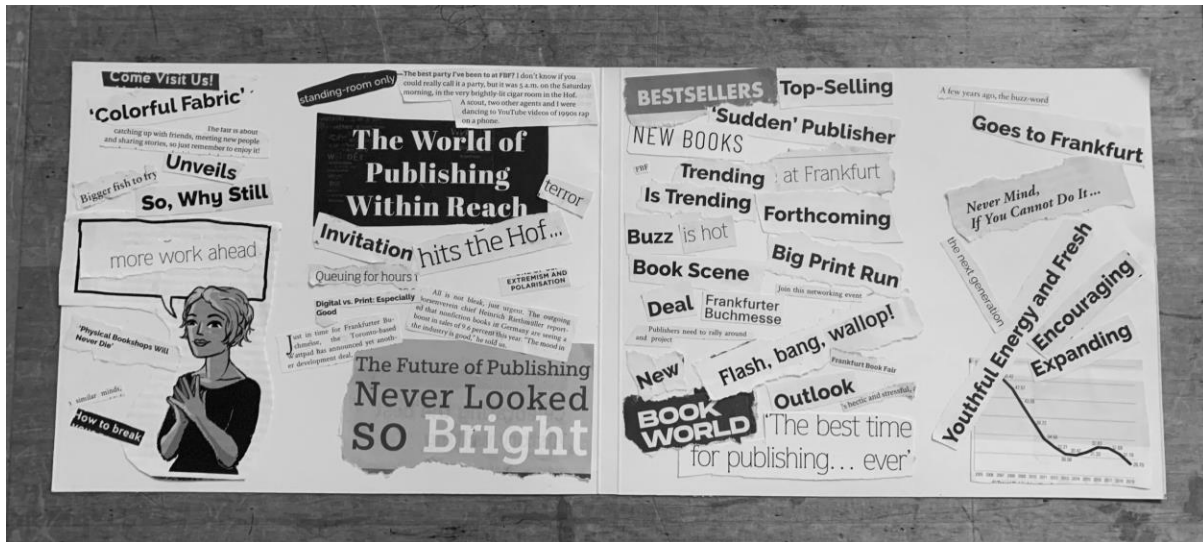 Come Visit Us!
'Colorful Fabric'
The fair is about
catching up with friends, meeting new people
and sharing stories, so just remember to enjoy it!
Unveils
Bigger fish to fry
So, Why Still
more work ahead
'Physical Bookshops Will
Never Die'
similar minds,
How to break
standing-room only
The best party I've been to at FBF? I don't know if you
could really call it a party, but it was 5 a.m. on the Saturday
morning, in the very brightly-lit cigar room in the Hof.
A scout, two other agents and I were
dancing to YouTube videos of 1990s rap
on a phone.
The World of
Publishing
Within Reach
terror
Invitation
hits the Hof...
Queuing for hours
EXTREMISM AND
POLARISATION
Digital vs. Print: Especially
Good
Just in time for Frankfurter Bu-
chmesse, the Toronto-based
Wattpad has announced yet anoth-
er development deal.
All is not bleak, just urgent. The outgoing
Börsenverein chief Heinrich Riethmüller report-
ed that nonfiction books in Germany are seeing a
boost in sales of 9.6 percent this year. "The mood in
the industry is good," he told us.
The Future of Publishing
Never Looked
so Bright
BESTSELLERS
Top-Selling
'Sudden' Publisher
NEW BOOKS
Trending
at Frankfurt
Is Trending
Forthcoming
Buzz
is hot
Big Print Run
Book Scene
Join this networking event
Deal
Frankfurter
Buchmesse
Publishers need to rally around
and project
Flash, bang, wallop!
New
Frankfurt Book Fair
Outlook
's hectic and stressful,
BOOK
WORLD
'The best time
for publishing... ever'
A few years ago, the buzz-word
Goes to Frankfurt
Never Mind,
If You Cannot Do It...
the next generation
Youthful Energy and Fresh
Encouraging
Expanding